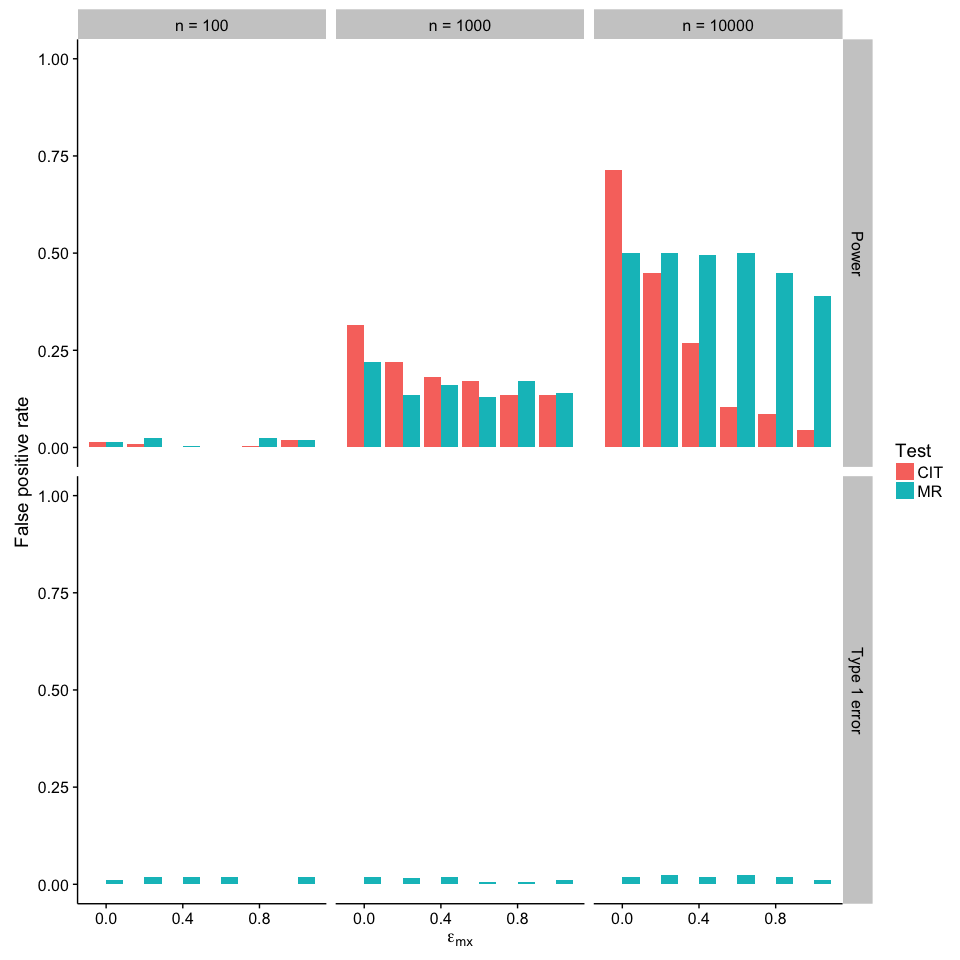 n = 100 n = 1000 n = 10000
1.00
0.75
0.50
0.25
0.00
Power
False positive rate
Test
CIT
MR
1.00
0.75
0.50
0.25
0.00
Type 1 error
0.0 0.4 0.8 0.0 0.4 0.8 0.0 0.4 0.8
εmx